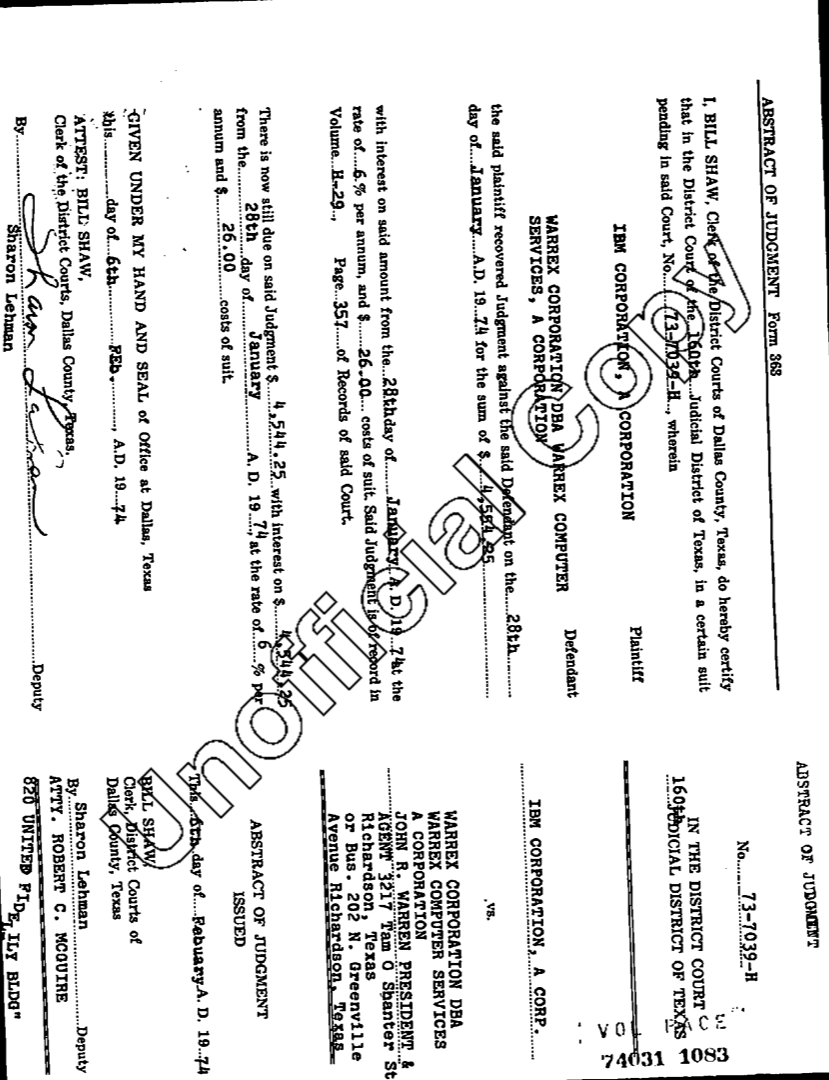 ABSTRACT OF JUDGMENT Form 368
I, BILL SHAW, Clerk of the District Courts of Dallas County, Texas, do hereby certify
that in the District Court of the 160th Judicial District of Texas, in a certain suit
pending in said Court, No. 73-7039-H, wherein
IBM CORPORATION, A CORPORATION
Plaintiff
WARREX CORPORATION DBA WARREX COMPUTER
SERVICES, A CORPORATION
Defendant
the said plaintiff recovered Judgment against the said Defendant on the 28th
day of January A.D. 19 74 for the sum of $
with interest on said amount from the 28th day of January A. D. 19 74 at the
rate of 6 % per annum, and $ 26.00 costs of suit. Said Judgment is of record in
Volume H-29, Page 357 of Records of said Court.
There is now still due on said Judgment $ 4,544.25 with interest on $ 4,544.25
from the 28th day of January A. D. 19 74, at the rate of 6 % per
annum and $ 26.00 costs of suit.
GIVEN UNDER MY HAND AND SEAL of Office at Dallas, Texas
this day of 6th FEb. , A.D. 19 74
ATTEST: BILL SHAW,
Clerk of the District Courts, Dallas County, Texas.
By Sharon Lehman Deputy
Sharon Lehman
ABSTRACT OF JUDGMENT
No. 73-7039-H
IN THE DISTRICT COURT
160th JUDICIAL DISTRICT OF TEXAS
IBM CORPORATION, A CORP.
vs.
WARREX CORPORATION DBA
WARREX COMPUTER SERVICES
A CORPORATION
JOHN R. WARREN PRESIDENT &
AGENT 3217 Tam O Shanter St
Richardson, Texas
or Bus. 202 N. Greenville
Avenue Richardson, Texas
ABSTRACT OF JUDGMENT
ISSUED
This 6th day of Febuary A. D. 19 74
BILL SHAW,
Clerk, District Courts of
Dallas County, Texas
By Sharon Lehman Deputy
ATTY. ROBERT C. MCGUIRE
820 UNITED FIDELITY BLDG"
VOL PAGE
74031 1083
Unofficial Copy